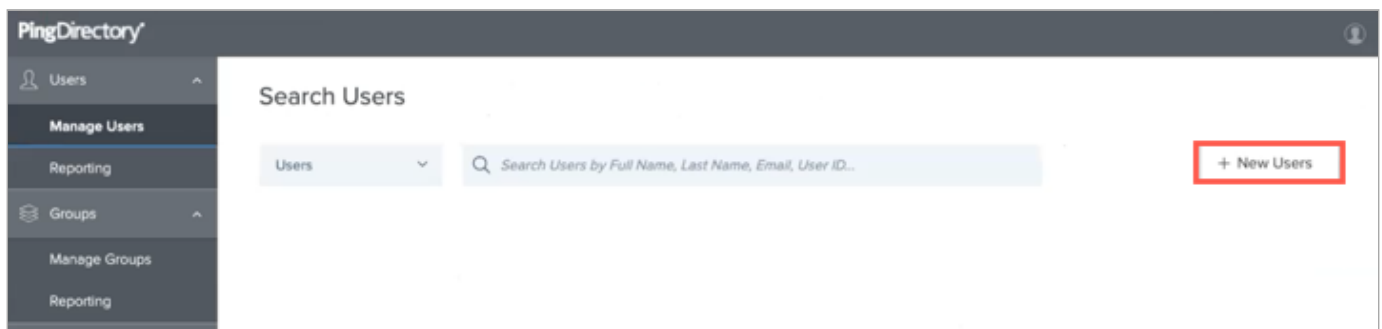 PingDirectory®
Users
Manage Users
Reporting
Groups
Manage Groups
Reporting
Search Users
Users
Search Users by Full Name, Last Name, Email, User ID...
+ New Users